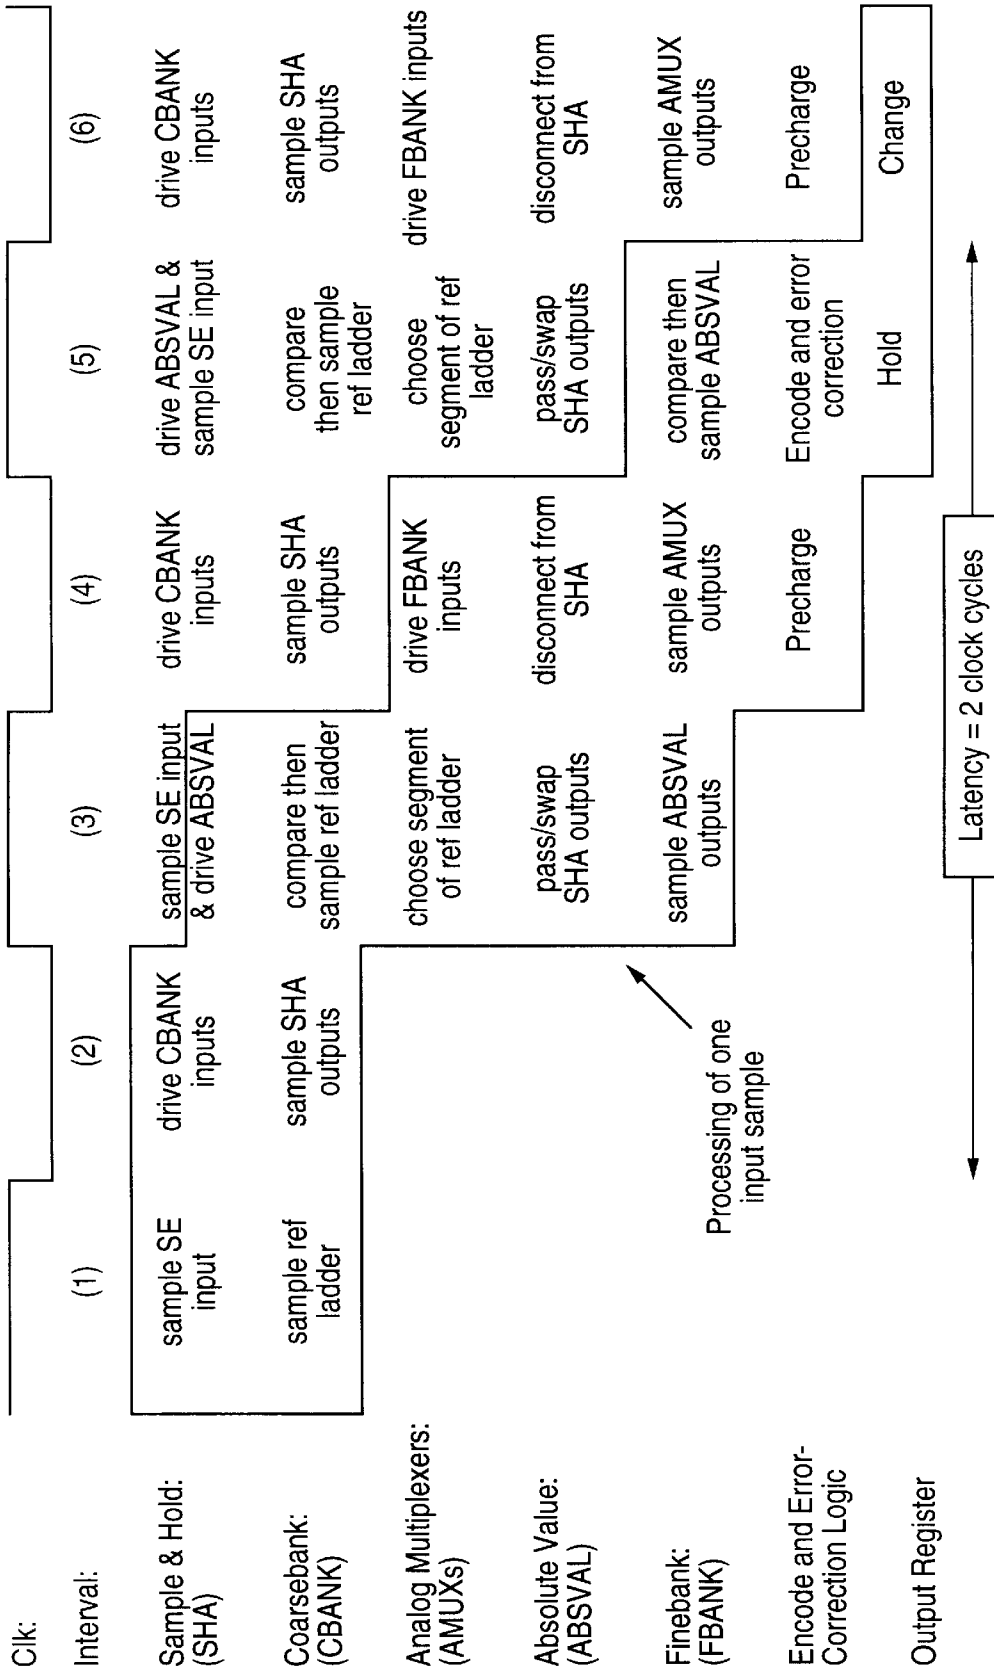 Clk:
Interval:
(1)
(2)
(3)
(4)
(5)
(6)
Sample & Hold:
(SHA)
sample SE
input
drive CBANK
inputs
sample SE input
& drive ABSVAL
drive CBANK
inputs
drive ABSVAL &
sample SE input
drive CBANK
inputs
Coarsebank:
(CBANK)
sample ref
ladder
sample SHA
outputs
compare then
sample ref ladder
sample SHA
outputs
compare
then sample
ref ladder
sample SHA
outputs
Analog Multiplexers:
(AMUXs)
choose segment
of ref ladder
drive FBANK
inputs
choose
segment of ref
ladder
drive FBANK inputs
Absolute Value:
(ABSVAL)
pass/swap
SHA outputs
disconnect from
SHA
pass/swap
SHA outputs
disconnect from
SHA
Finebank:
(FBANK)
sample ABSVAL
outputs
sample AMUX
outputs
compare then
sample ABSVAL
sample AMUX
outputs
Processing of one
input sample
Encode and Error-
Correction Logic
Precharge
Encode and error
correction
Precharge
Output Register
Hold
Change
Latency = 2 clock cycles